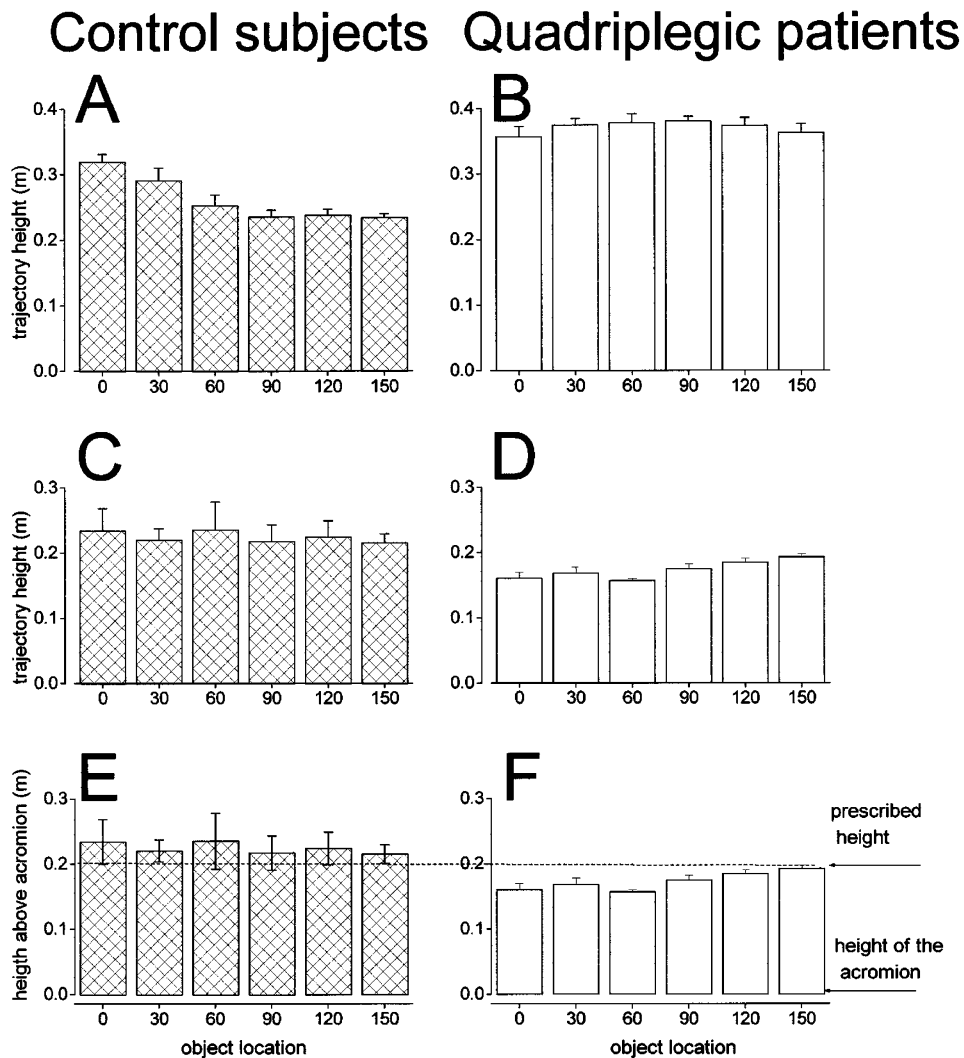 Control subjects
Quadriplegic patients
A
0.4
0.3
0.2
0.1
0.0
trajectory height (m)
0 30 60 90 120 150
B
0.4
0.3
0.2
0.1
0.0
0 30 60 90 120 150
C
0.3
0.2
0.1
0.0
trajectory height (m)
0 30 60 90 120 150
D
0.3
0.2
0.1
0.0
0 30 60 90 120 150
E
0.3
0.2
0.1
0.0
heigth above acromion (m)
0 30 60 90 120 150
object location
F
0.3
0.2
0.1
0.0
prescribed
height
height of the
acromion
0 30 60 90 120 150
object location